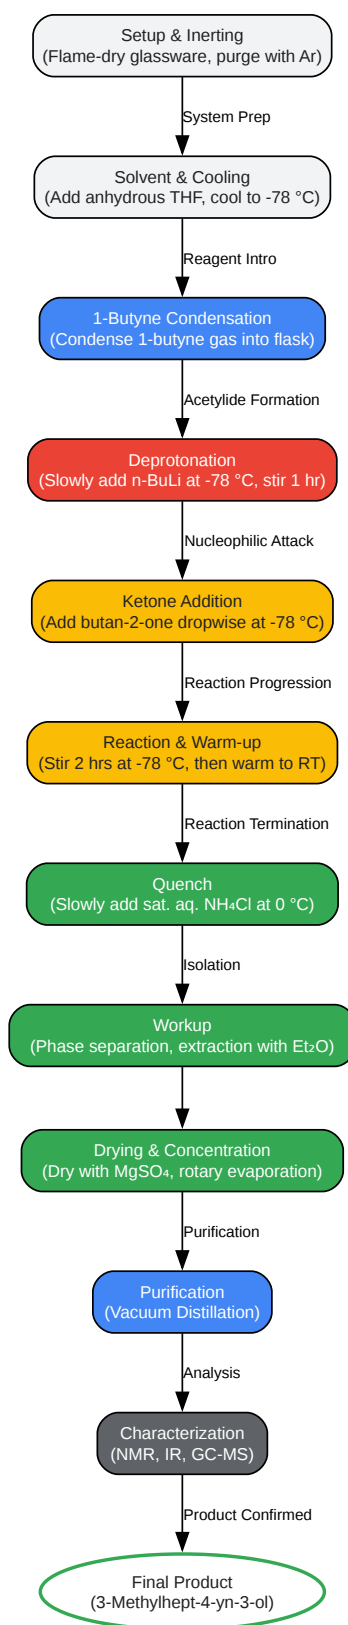 Setup & Inerting
(Flame-dry glassware, purge with Ar)
System Prep
Solvent & Cooling
(Add anhydrous THF, cool to -78 °C)
Reagent Intro
1-Butyne Condensation
(Condense 1-butyne gas into flask)
Acetylide Formation
Deprotonation
(Slowly add n-BuLi at -78 °C, stir 1 hr)
Nucleophilic Attack
Ketone Addition
(Add butan-2-one dropwise at -78 °C)
Reaction Progression
Reaction & Warm-up
(Stir 2 hrs at -78 °C, then warm to RT)
Reaction Termination
Quench
(Slowly add sat. aq. NH₄Cl at 0 °C)
Isolation
Workup
(Phase separation, extraction with Et₂O)
Drying & Concentration
(Dry with MgSO₄, rotary evaporation)
Purification
Purification
(Vacuum Distillation)
Analysis
Characterization
(NMR, IR, GC-MS)
Product Confirmed
Final Product
(3-Methylhept-4-yn-3-ol)